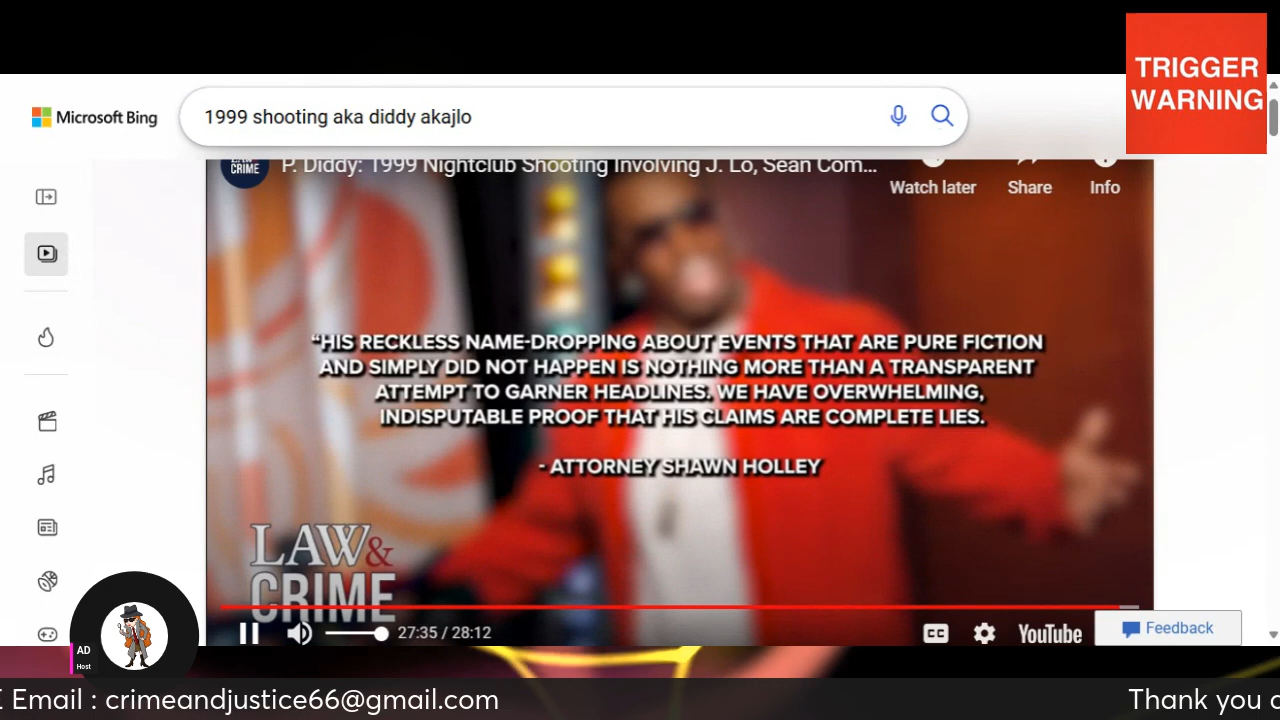 TRIGGER
WARNING
Microsoft Bing
1999 shooting aka diddy akajlo
CRIME
P. Diddy: 1999 Nightclub Shooting Involving J. Lo, Sean Com...
Watch later
Share
Info
“HIS RECKLESS NAME-DROPPING ABOUT EVENTS THAT ARE PURE FICTION
AND SIMPLY DID NOT HAPPEN IS NOTHING MORE THAN A TRANSPARENT
ATTEMPT TO GARNER HEADLINES. WE HAVE OVERWHELMING,
INDISPUTABLE PROOF THAT HIS CLAIMS ARE COMPLETE LIES.
- ATTORNEY SHAWN HOLLEY
LAW&
CRIME
27:35 / 28:12
CC
YouTube
Feedback
AD
Host
Email : crimeandjustice66@gmail.com
Thank you